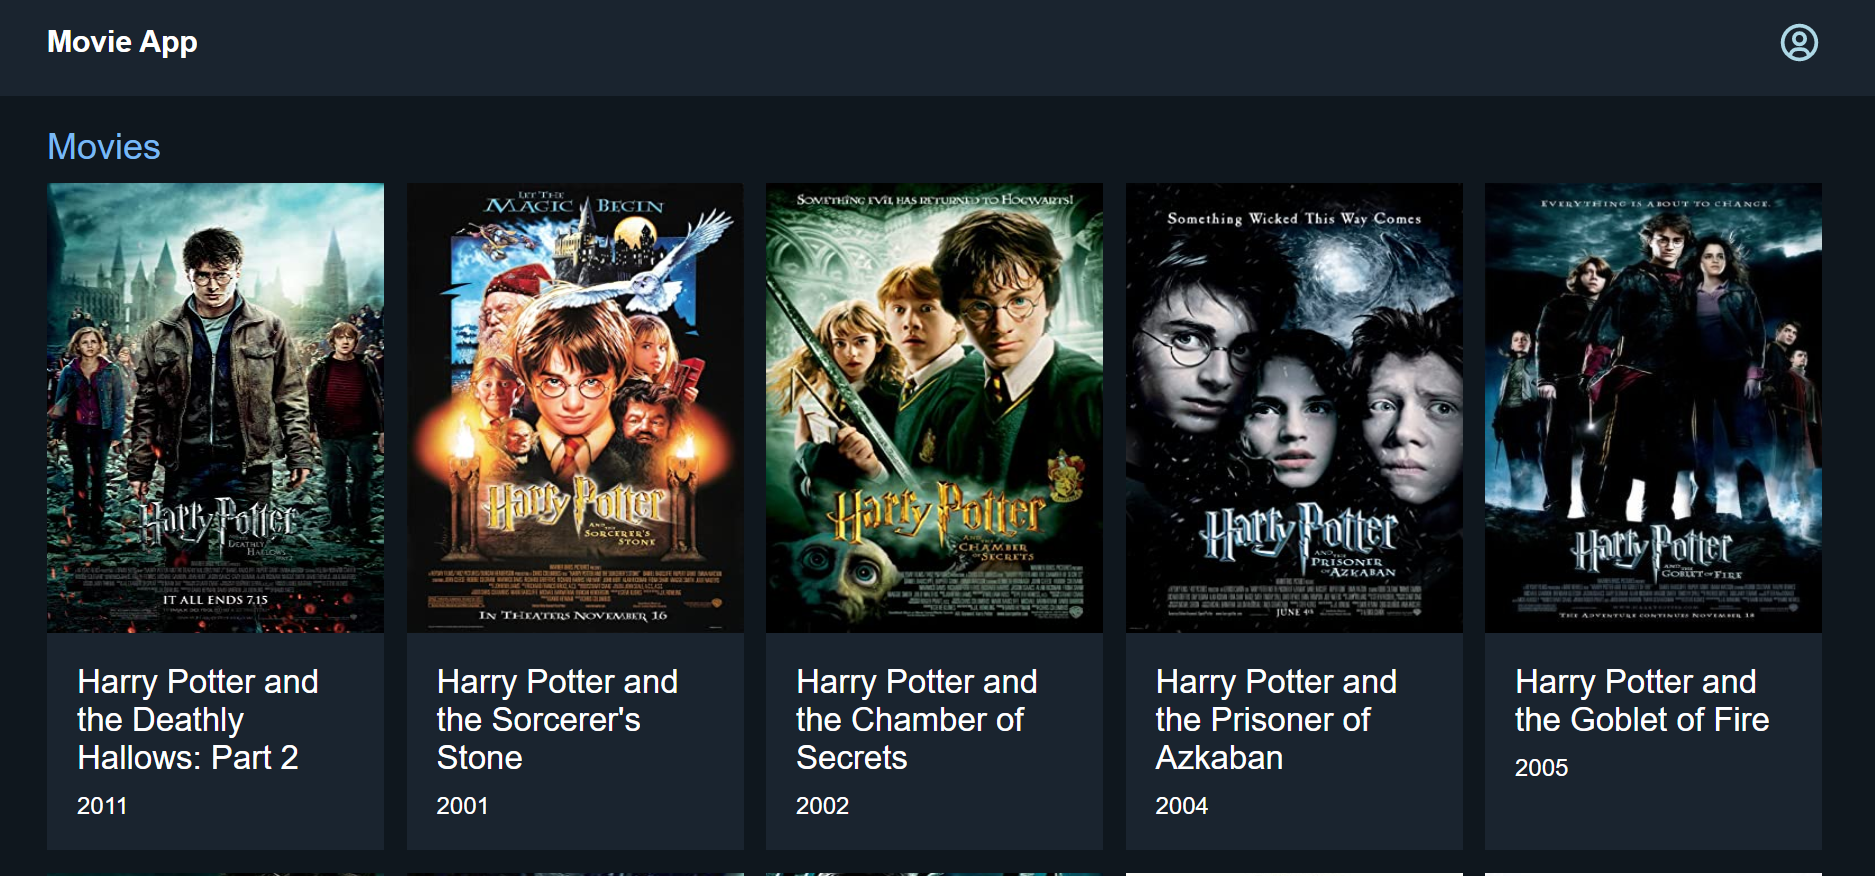 Movie App
Movies
IT ALL ENDS 7.15
Harry Potter
DEATHLY
HALLOWS
LET THE
MAGIC BEGIN
Harry Potter
AND THE
SORCERER'S
STONE
IN THEATERS NOVEMBER 16
SOMETHING EVIL HAS RETURNED TO HOGWARTS!
Harry Potter
AND THE
CHAMBER
OF SECRETS
Something Wicked This Way Comes
Harry Potter
AND THE
PRISONER
OF AZKABAN
JUNE 4th
EVERYTHING IS ABOUT TO CHANGE.
Harry Potter
AND THE
GOBLET OF FIRE
THE ADVENTURE CONTINUES NOVEMBER 18
Harry Potter and
the Deathly
Hallows: Part 2
2011
Harry Potter and
the Sorcerer's
Stone
2001
Harry Potter and
the Chamber of
Secrets
2002
Harry Potter and
the Prisoner of
Azkaban
2004
Harry Potter and
the Goblet of Fire
2005